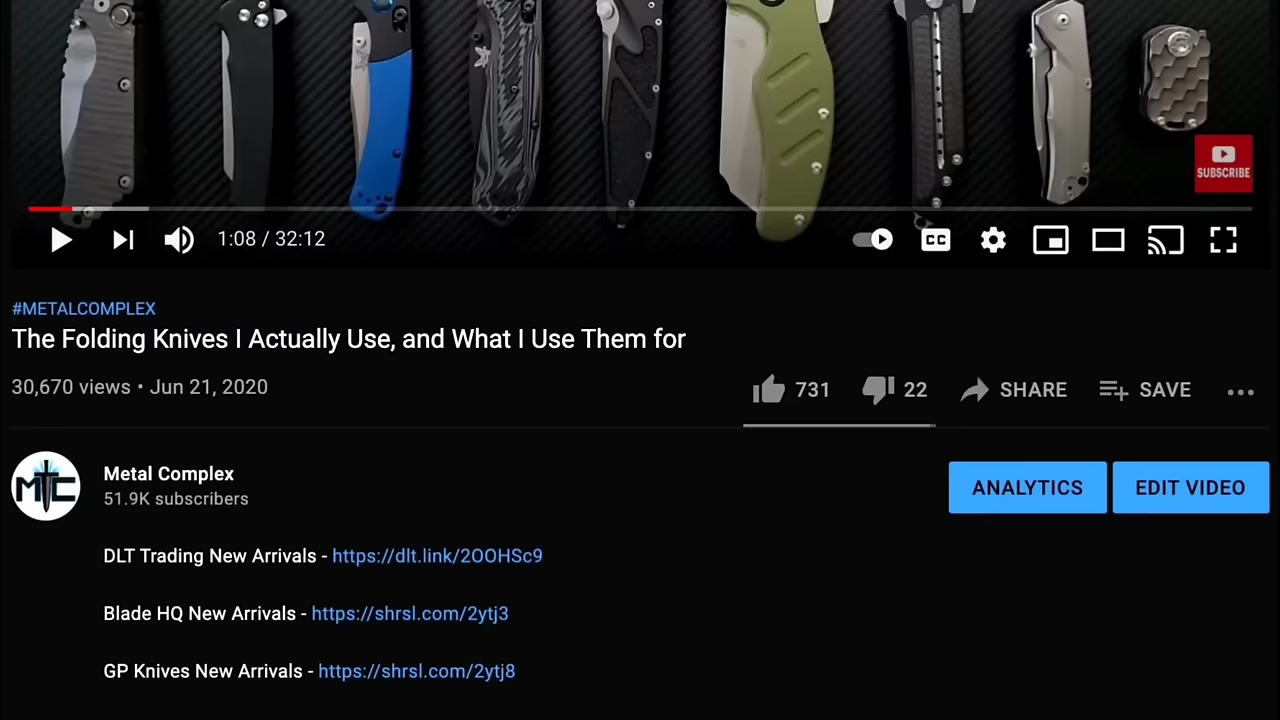 SUBSCRIBE
1:08 / 32:12
CC
#METALCOMPLEX
The Folding Knives I Actually Use, and What I Use Them for
30,670 views • Jun 21, 2020
731 22 SHARE SAVE
MTC
Metal Complex
51.9K subscribers
ANALYTICS EDIT VIDEO
DLT Trading New Arrivals - https://dlt.link/2OOHSc9
Blade HQ New Arrivals - https://shrsl.com/2ytj3
GP Knives New Arrivals - https://shrsl.com/2ytj8